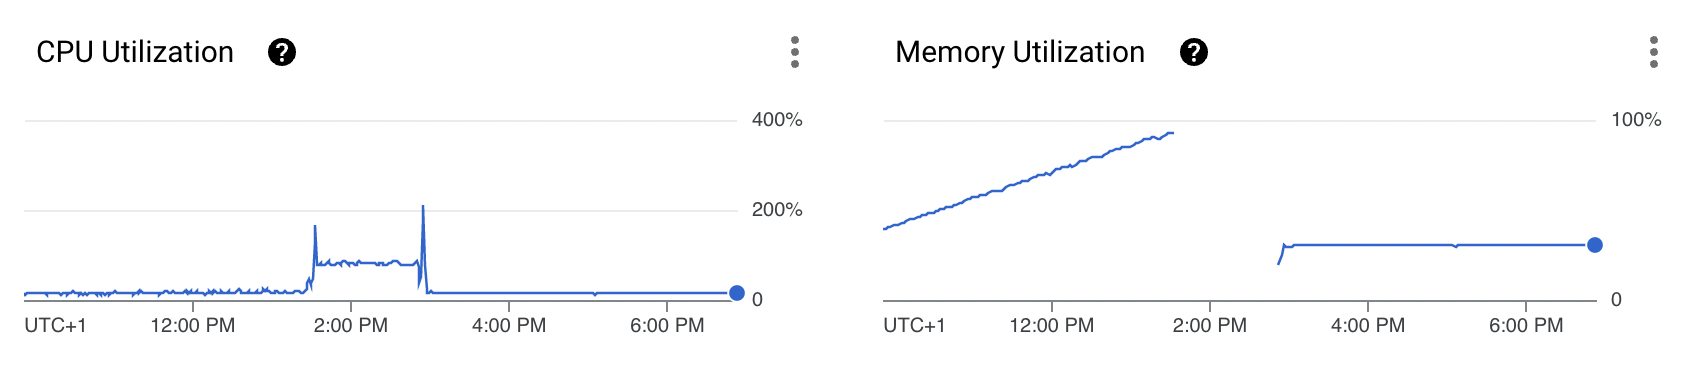 CPU Utilization ?
400%
200%
0
UTC+1 12:00 PM 2:00 PM 4:00 PM 6:00 PM
Memory Utilization ?
100%
0
UTC+1 12:00 PM 2:00 PM 4:00 PM 6:00 PM